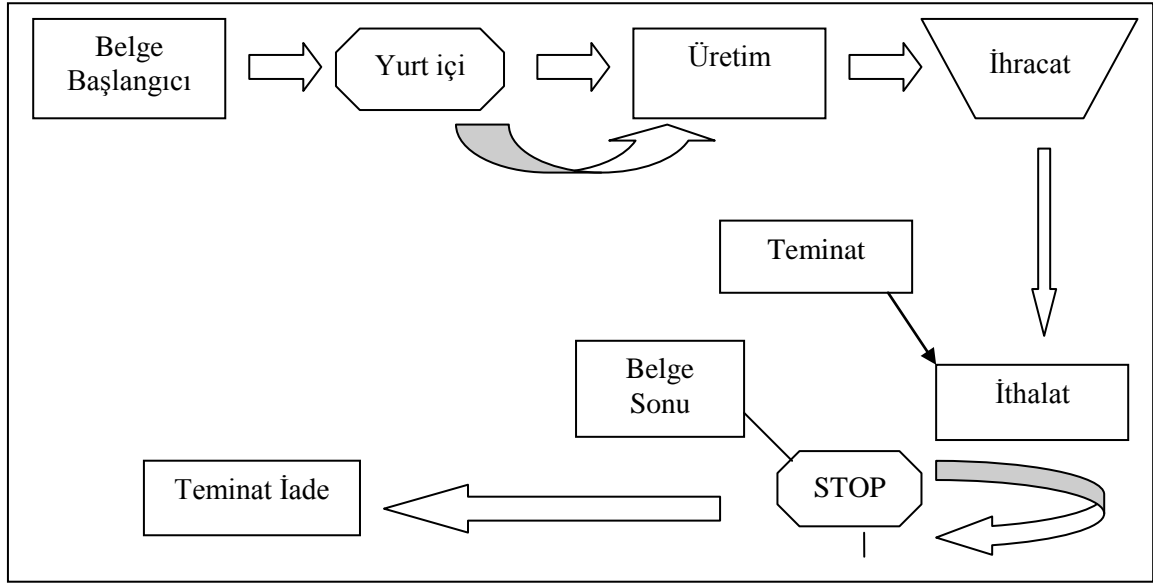 Belge
Başlangıcı
Yurt içi
Üretim
İhracat
Teminat
Belge
Sonu
İthalat
Teminat İade
STOP